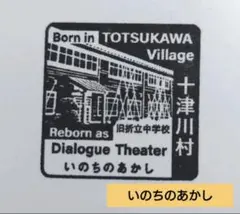 Born in TOTSUKAWA
Village
十津川村
Reborn as 旧折立中学校
Dialogue Theater
いのちのあかし
いのちのあかし